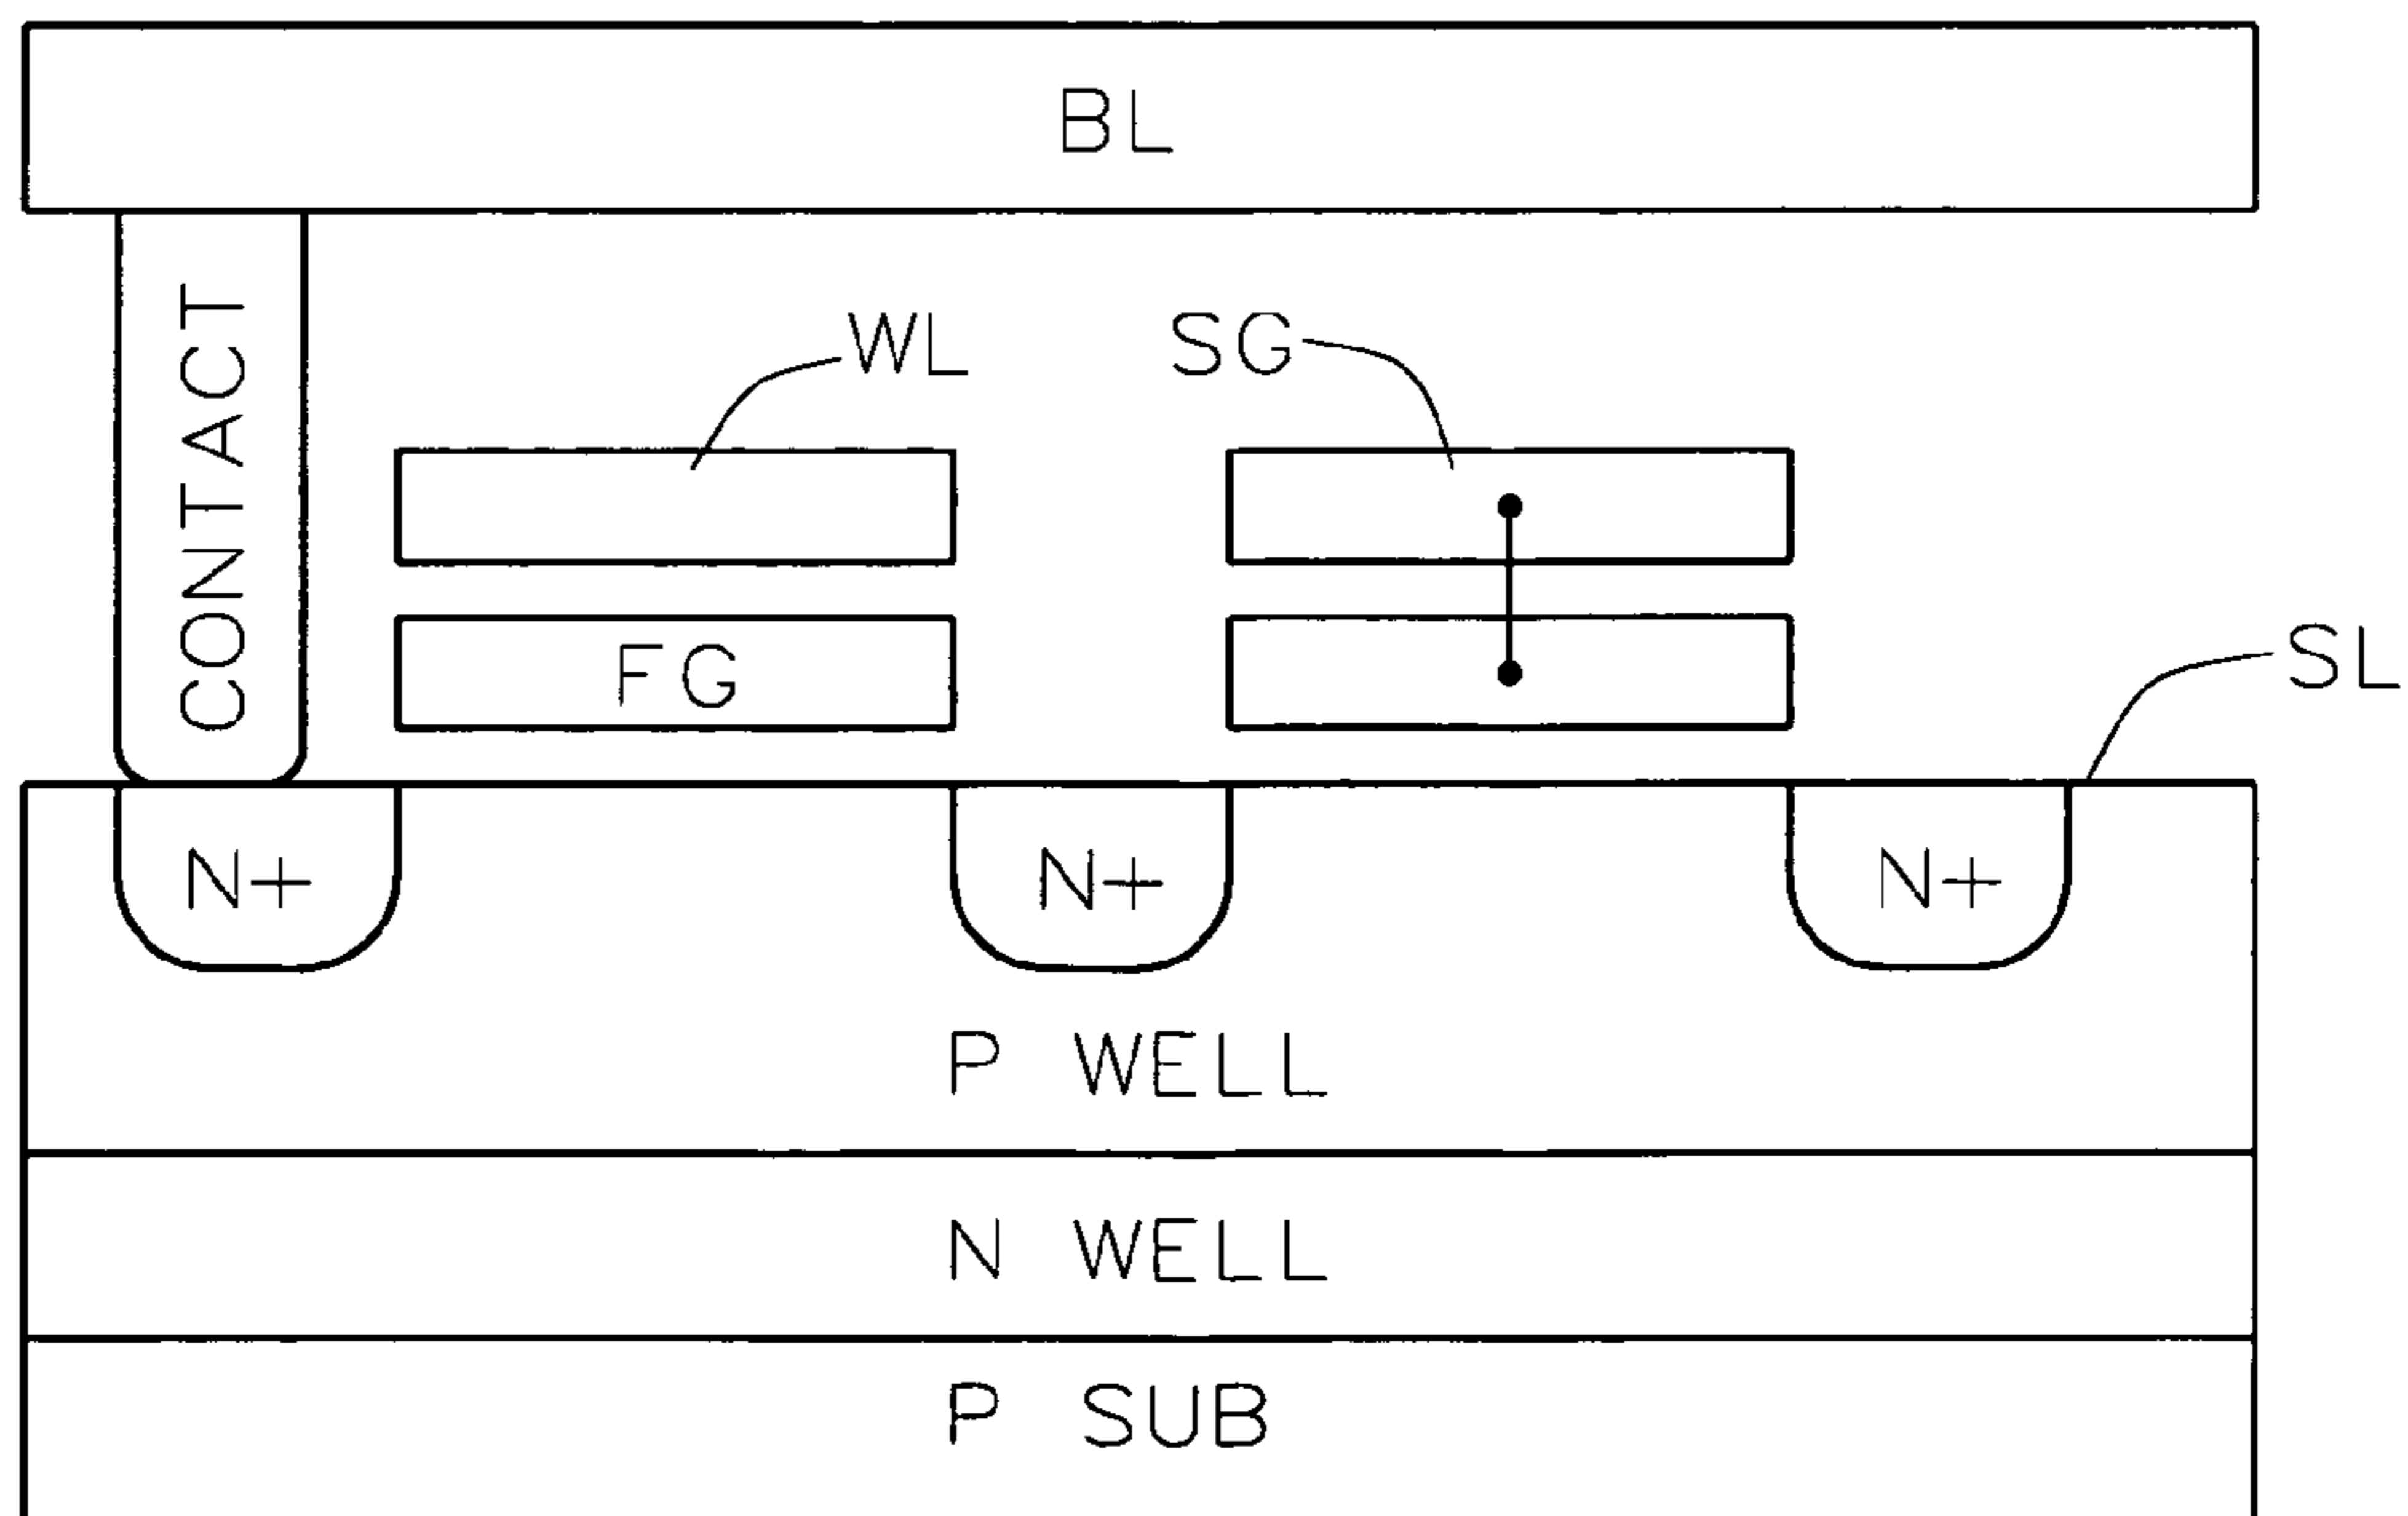 BL
CONTACT
WL
SG
FG
SL
N+
N+
N+
P WELL
N WELL
P SUB